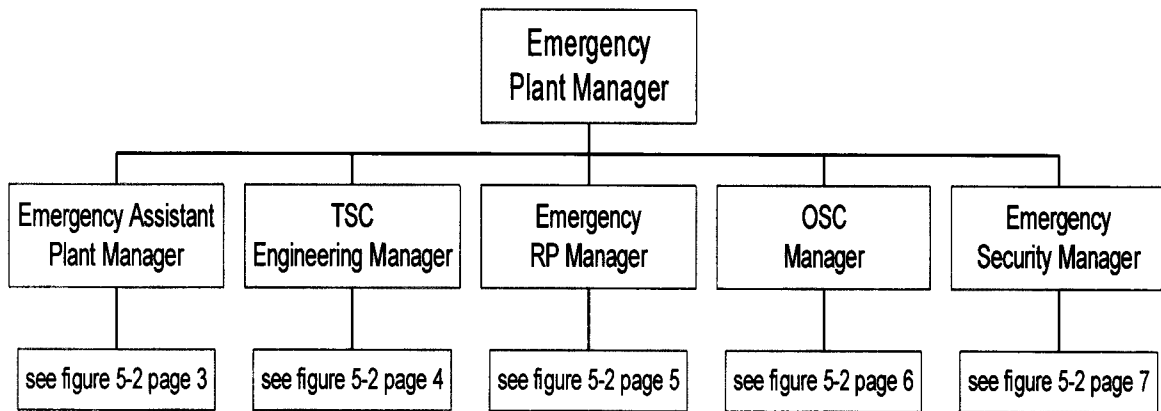 Emergency
Plant Manager
Emergency Assistant
Plant Manager
TSC
Engineering Manager
Emergency
RP Manager
OSC
Manager
Emergency
Security Manager
see figure 5-2 page 3
see figure 5-2 page 4
see figure 5-2 page 5
see figure 5-2 page 6
see figure 5-2 page 7